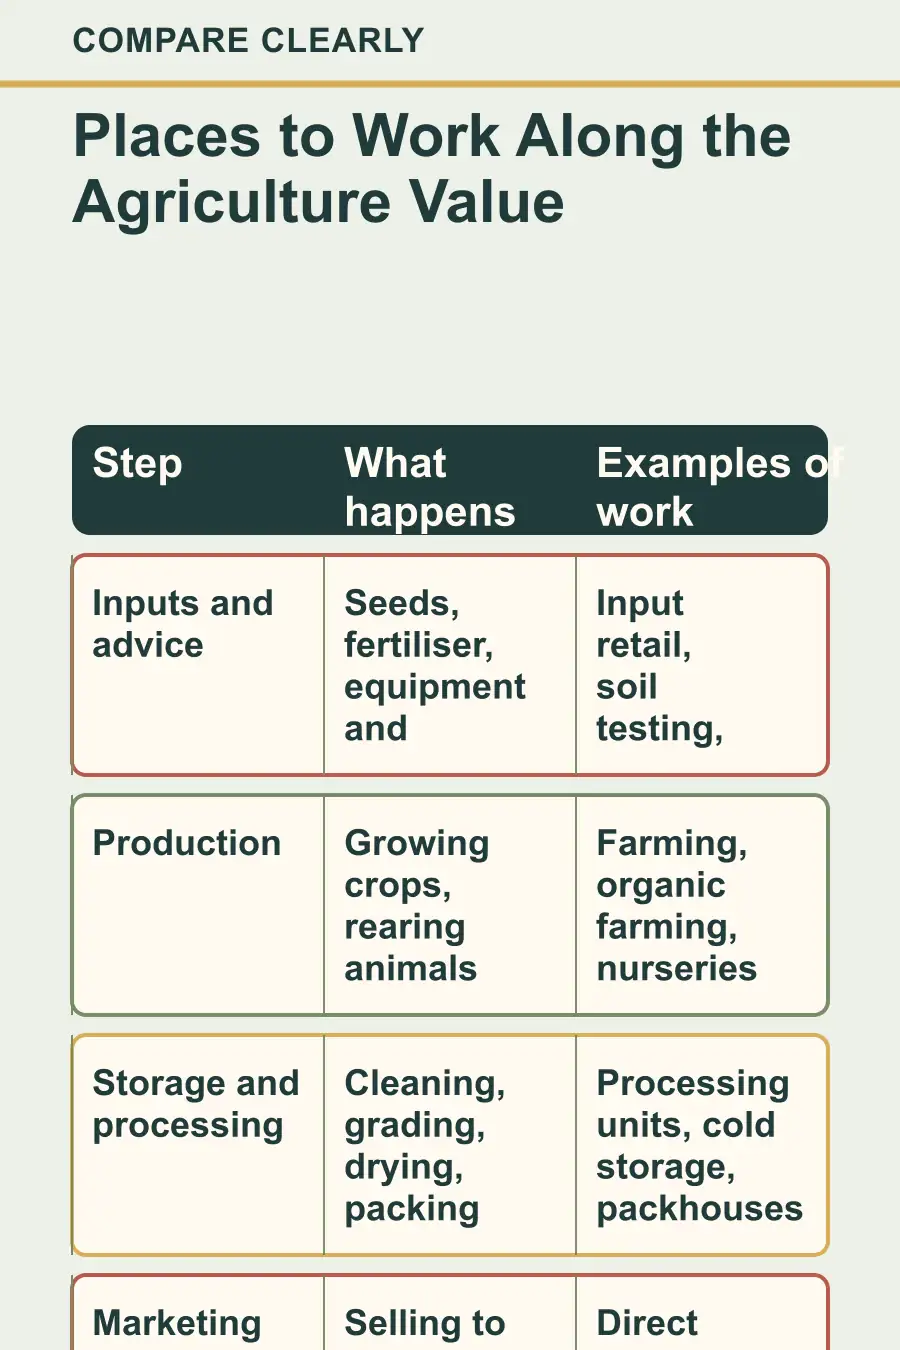 COMPARE CLEARLY
Places to Work Along the
Agriculture Value
Step
What
happens
Examples of
work
Inputs and
advice
Seeds,
fertiliser,
equipment
and
Input
retail,
soil
testing,
Production
Growing
crops,
rearing
animals
Farming,
organic
farming,
nurseries
Storage and
processing
Cleaning,
grading,
drying,
packing
Processing
units, cold
storage,
packhouses
Marketing
Selling to
Direct